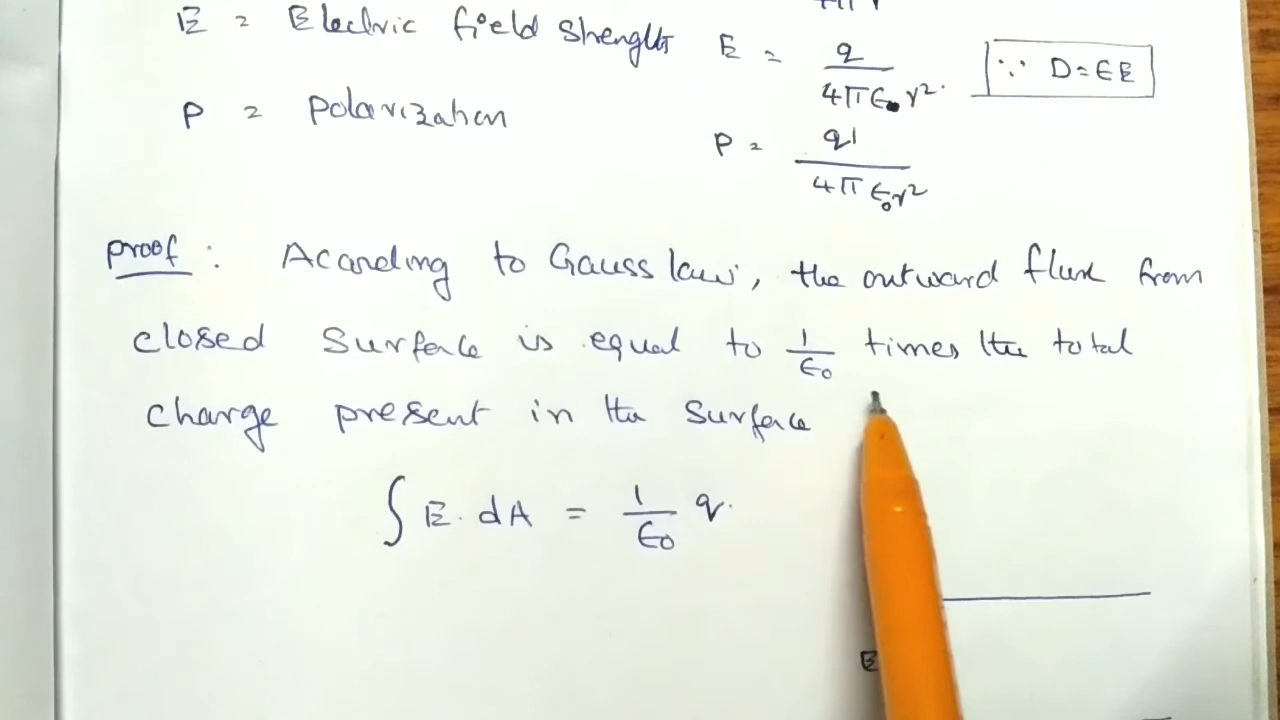 E = Electric field strength E = q / 4πϵ₀r². ∵ D=ϵE
P = Polarization P = q' / 4πϵ₀r²
Proof : Acarding to Gauss law, the outward flux from
closed Surface is equal to 1/ϵ₀ times the total
charge present in the Surface
∫ E. dA = 1/ϵ₀ q.
E